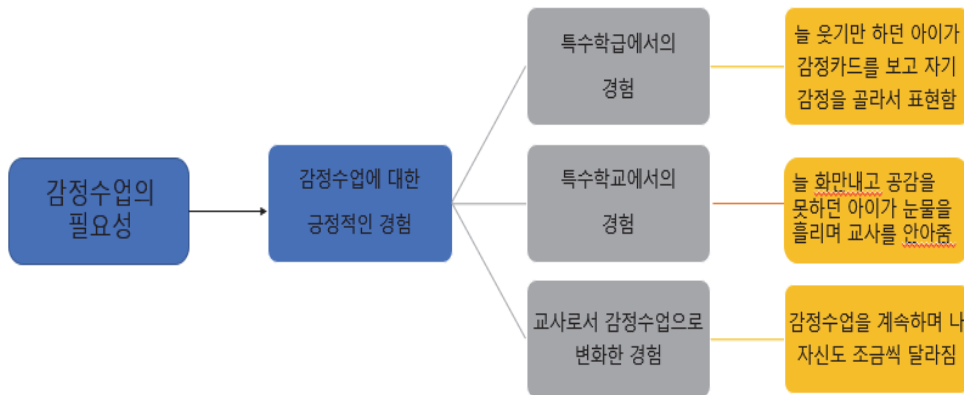 감정수업의
필요성
감정수업에 대한
긍정적인 경험
특수학급에서의
경험
늘 웃기만 하던 아이가
감정카드를 보고 자기
감정을 골라서 표현함
특수학교에서의
경험
늘 화만내고 공감을
못하던 아이가 눈물을
흘리며 교사를 안아줌
교사로서 감정수업으로
변화한 경험
감정수업을 계속하며 나
자신도 조금씩 달라짐